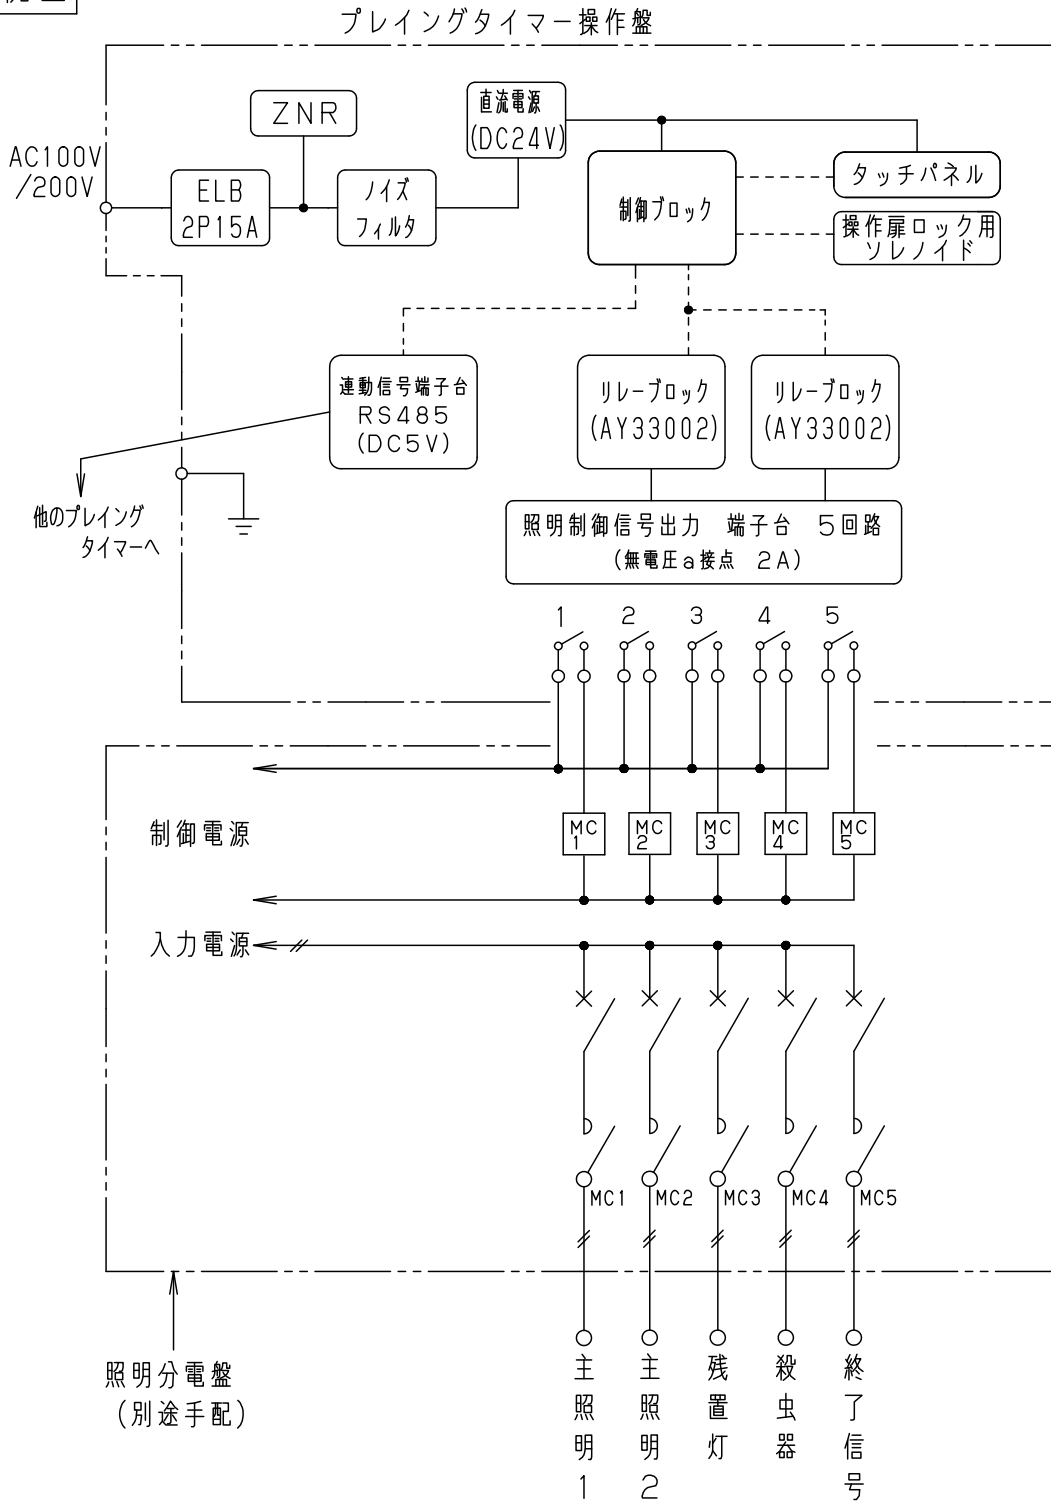 プレイングタイマー操作盤
ZNR
直流電源
(DC24V)
AC100V
/200V
ELB
2P15A
ノイズ
フィルタ
制御ブロック
タッチパネル
操作扉ロック用
ソレノイド
連動信号端子台
RS485
(DC5V)
リレーブロック
(AY33002)
リレーブロック
(AY33002)
他のプレイング
タイマーへ
照明制御信号出力　端子台　5回路
(無電圧a接点　2A)
1
2
3
4
5
制御電源
MC
1
MC
2
MC
3
MC
4
MC
5
入力電源
MC1
MC2
MC3
MC4
MC5
照明分電盤
(別途手配)
主照明1
主照明2
残置灯
殺虫器
終了信号